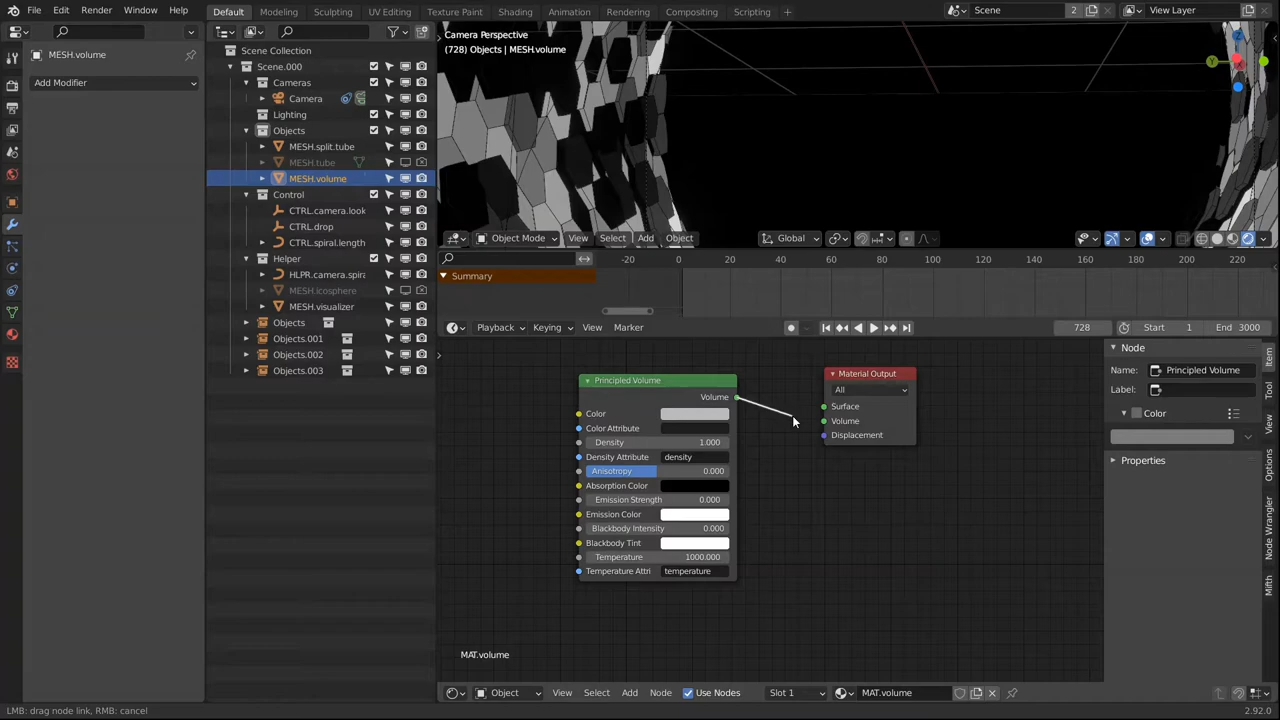 File Edit Render Window Help
Default Modeling Sculpting UV Editing Texture Paint Shading Animation Rendering Compositing Scripting
Scene 2 View Layer
MESH.volume
Add Modifier
Scene Collection
Scene.000
Cameras
Camera
Lighting
Objects
MESH.split.tube
MESH.tube
MESH.volume
Control
CTRL.camera.look
CTRL.drop
CTRL.spiral.length
Helper
HLPR.camera.spira
MESH.icosphere
MESH.visualizer
Objects
Objects.001
Objects.002
Objects.003
Camera Perspective
(728) Objects | MESH.volume
Z
Y
Object Mode View Select Add Object Global
-20 0 20 40 60 80 100 120 140 160 180 200 220
Summary
Playback Keying View Marker 728 Start 1 End 3000
Principled Volume
Volume
Color
Color Attribute
Density 1.000
Density Attribute density
Anisotropy 0.000
Absorption Color
Emission Strength 0.000
Emission Color
Blackbody Intensity 0.000
Blackbody Tint
Temperature 1000.000
Temperature Attri temperature
Material Output
All
Surface
Volume
Displacement
Node
Name: Principled Volume
Label:
Color
Properties
Item
Tool
View
Options
Node Wrangler
Mifth
MAT.volume
Object View Select Add Node Use Nodes Slot 1 MAT.volume
LMB: drag node link, RMB: cancel
2.92.0